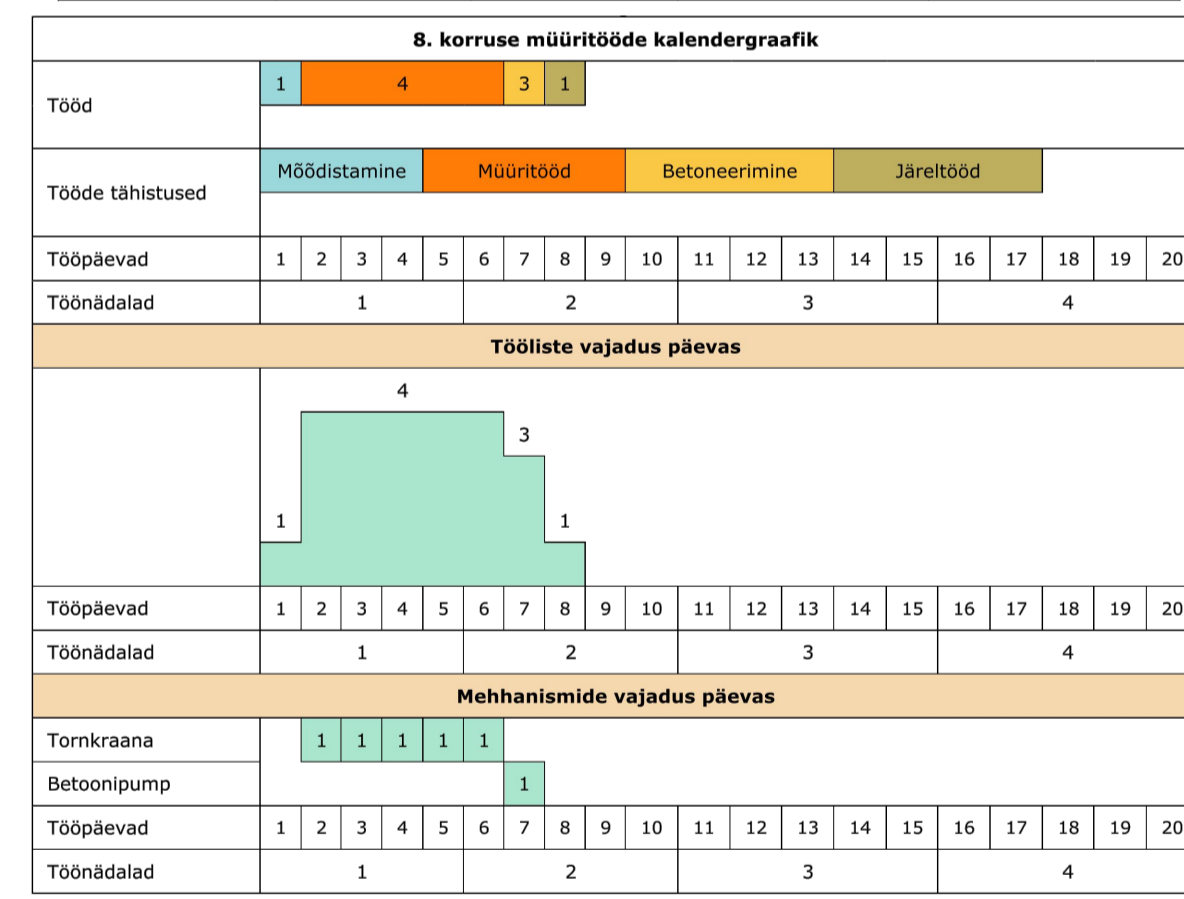 8. korruse müüritööde kalendergraafik
Tööd 1 4 3 1
Tööde tähistused Mõõdistamine Müüritööd Betoneerimine Järeltööd
Tööpäevad 1 2 3 4 5 6 7 8 9 10 11 12 13 14 15 16 17 18 19 20
Töönädalad 1 2 3 4
Tööliste vajadus päevas
4
3
1 1
Tööpäevad 1 2 3 4 5 6 7 8 9 10 11 12 13 14 15 16 17 18 19 20
Töönädalad 1 2 3 4
Mehhanismide vajadus päevas
Tornkraana 1 1 1 1 1
Betoonipump 1
Tööpäevad 1 2 3 4 5 6 7 8 9 10 11 12 13 14 15 16 17 18 19 20
Töönädalad 1 2 3 4